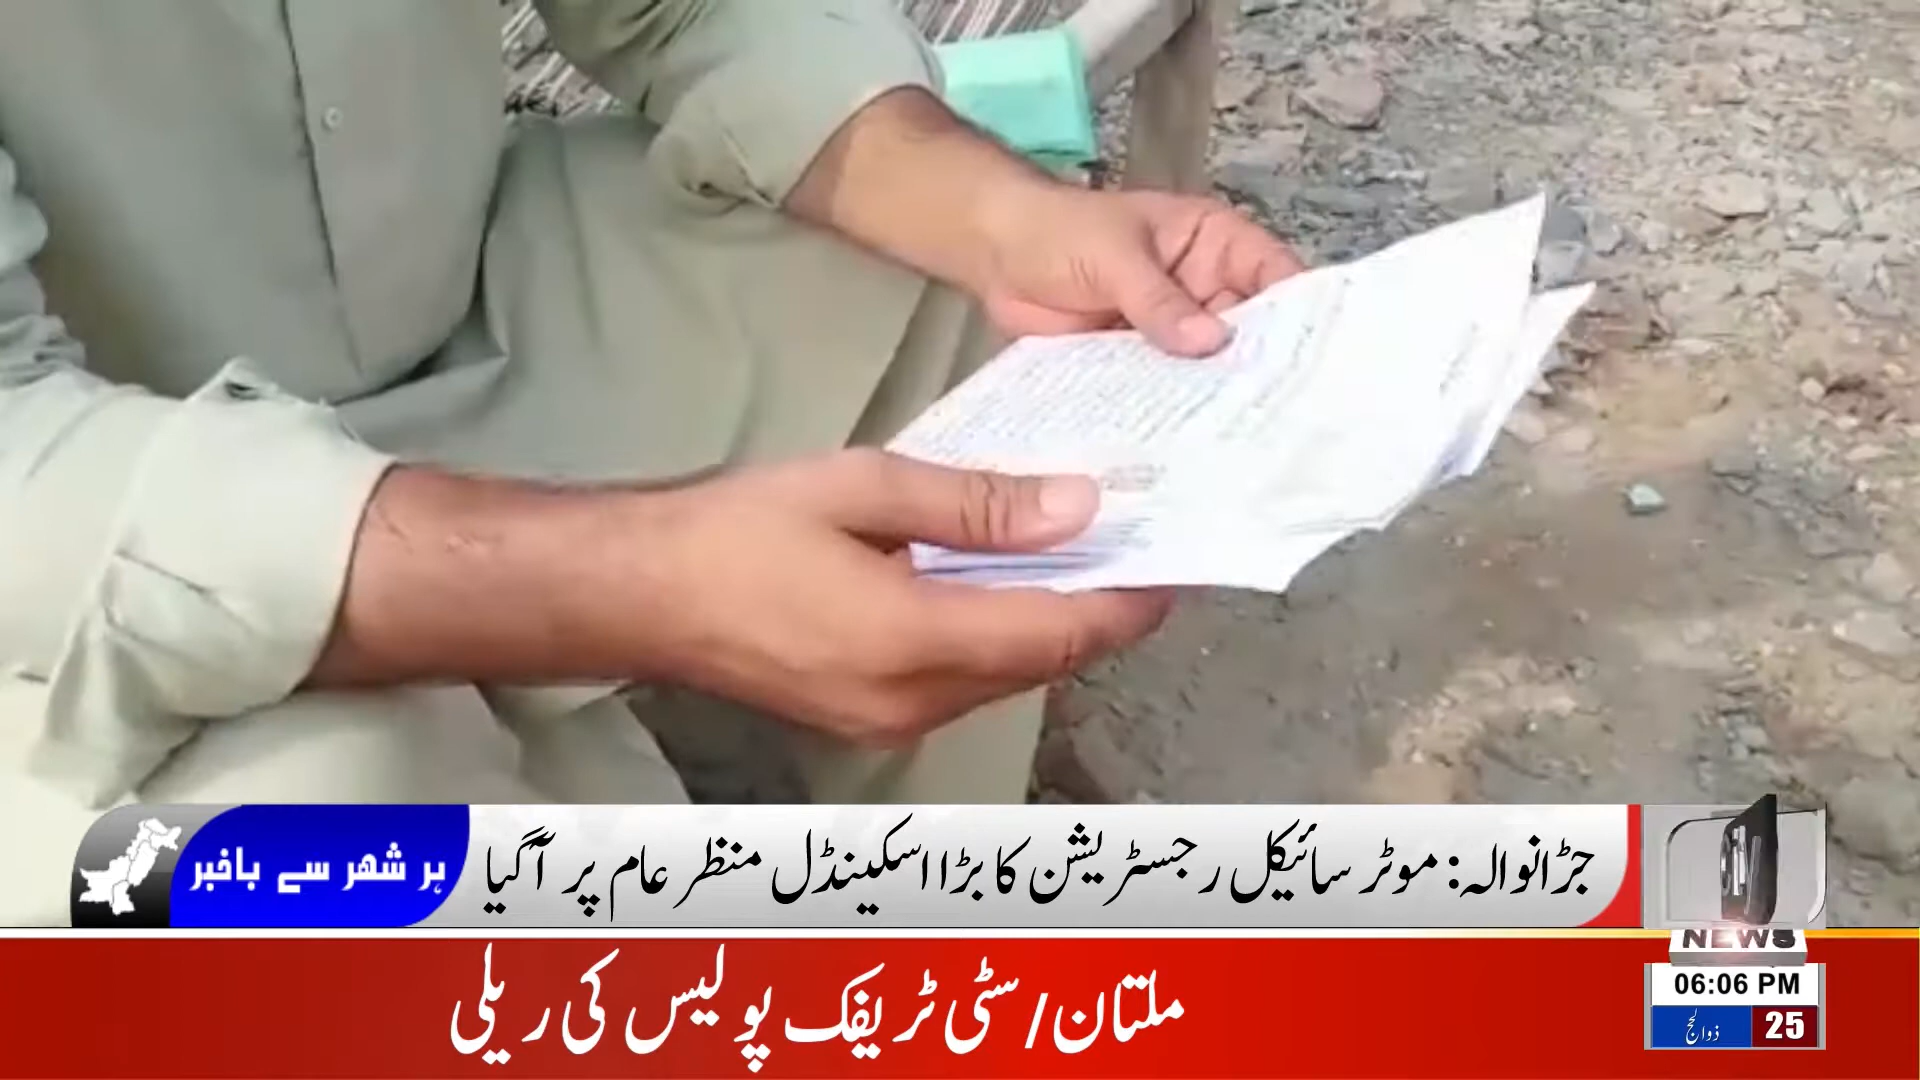 جڑانوالہ: موٹر سائیکل رجسٹریشن کا بڑا اسکینڈل منظر عام پر آگیا
ہر شھر سے باخبر
NEWS
ملتان/سٹی ٹریفک پولیس کی ریلی
06:06 PM
ذوالحج 25